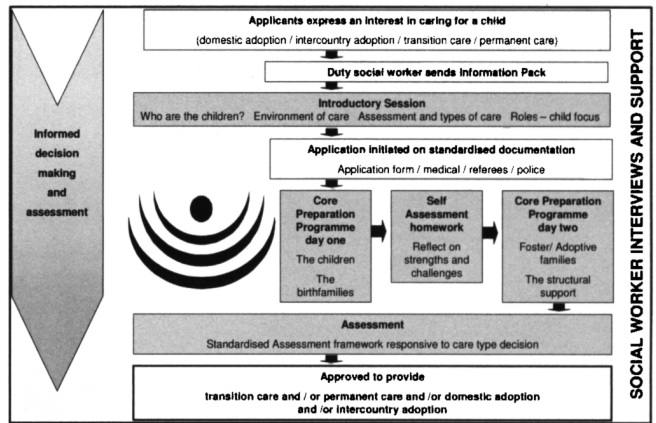 Applicants express an interest in caring for a child
(domestic adoption / intercountry adoption / transition care / permanent care)
Duty social worker sends Information Pack
Introductory Session
Who are the children? Environment of care Assessment and types of care Roles – child focus
Informed
decision
making
and
assessment
Application initiated on standardised documentation
Application form / medical / referees / police
Core
Preparation
Programme
day one
The children
The
birthfamilies
Self
Assessment
homework
Reflect on
strengths and
challenges
Core Preparation
Programme
day two
Foster/ Adoptive
families
The structural
support
Assessment
Standardised Assessment framework responsive to care type decision
Approved to provide
transition care and / or permanent care and /or domestic adoption
and /or intercountry adoption
SOCIAL WORKER INTERVIEWS AND SUPPORT